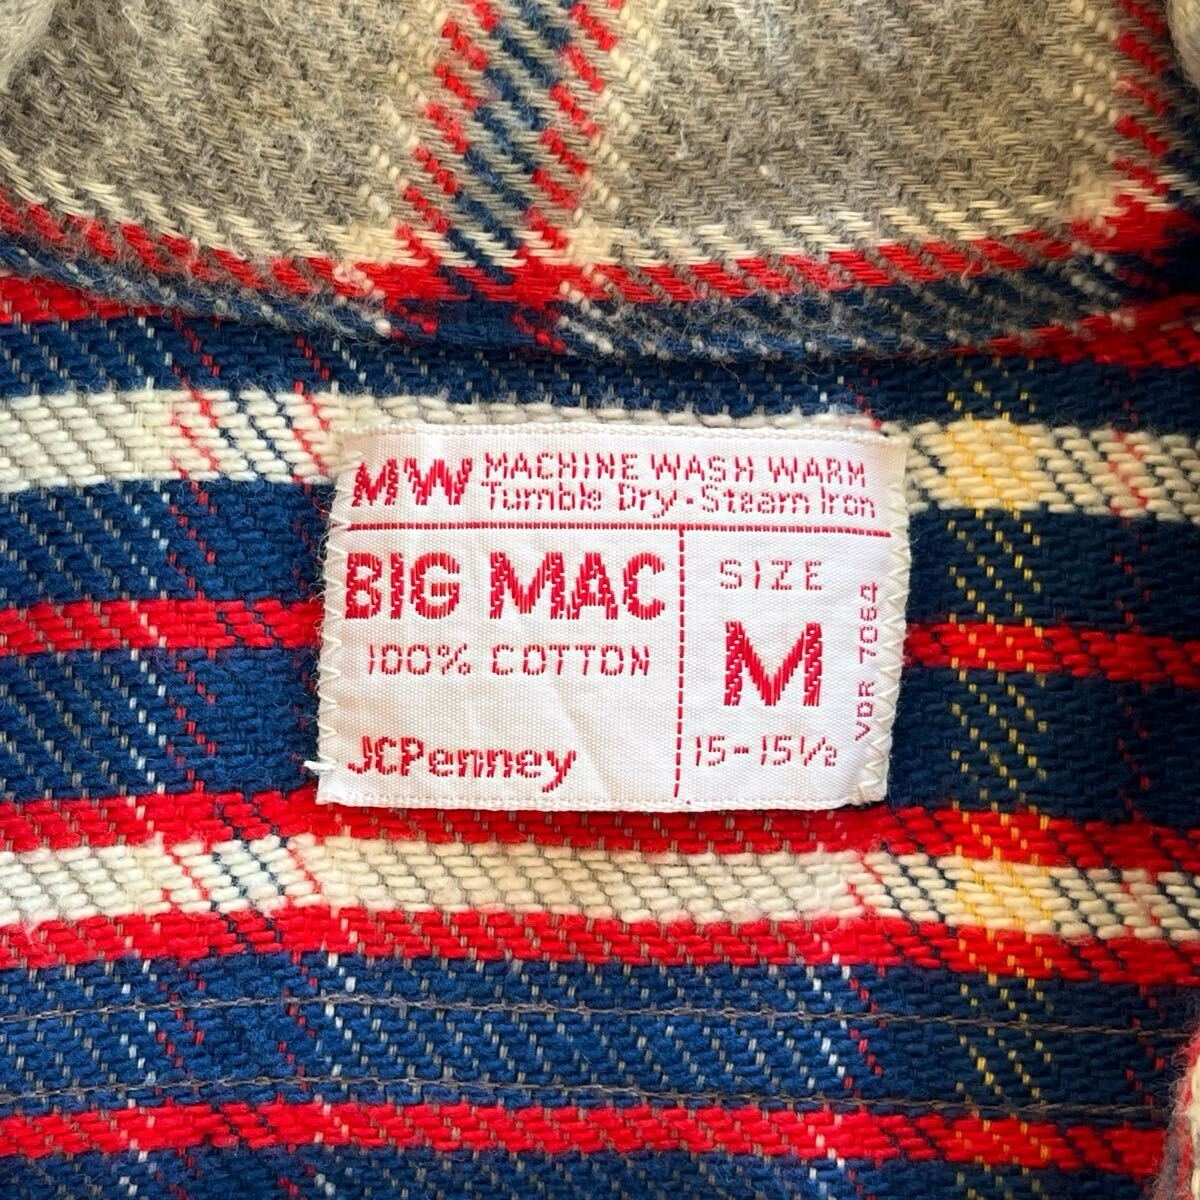 MW MACHINE WASH WARM
Tumble Dry·Steam Iron
BIG MAC
100% COTTON
JCPenney
SIZE
M
15-15½
VDR 7064